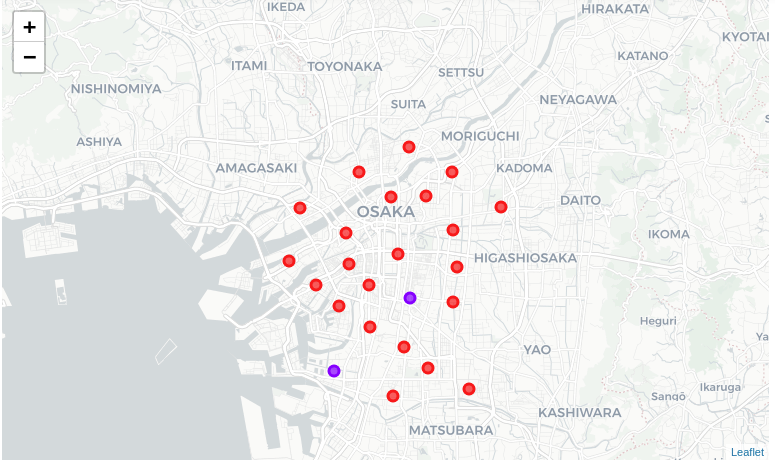 +
−
IKEDA
HIRAKATA
KYOTAN
KATANO
ITAMI
TOYONAKA
SETTSU
NISHINOMIYA
NEYAGAWA
SUITA
MORIGUCHI
ASHIYA
AMAGASAKI
KADOMA
DAITO
OSAKA
IKOMA
HIGASHIOSAKA
Heguri
YAO
Ikaruga
Sangō
KASHIWARA
MATSUBARA
Leaflet